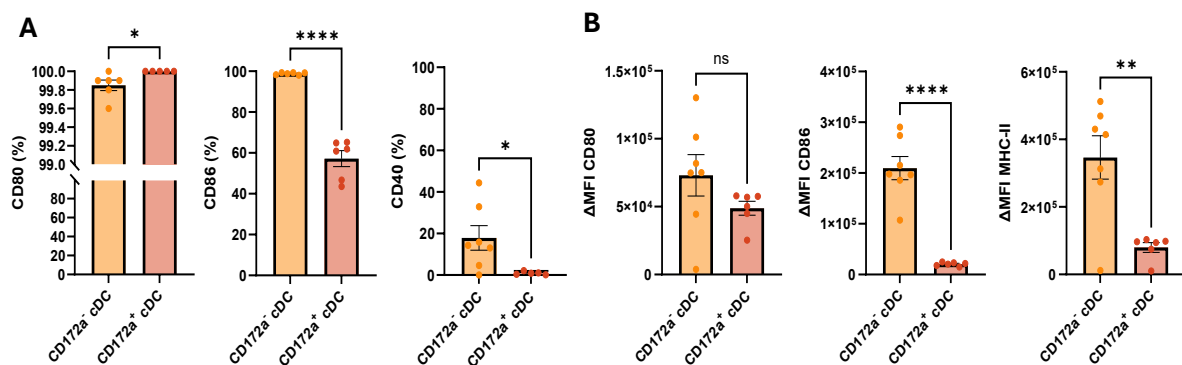 A
B
*
CD80 (%)
100.0
99.8
99.6
99.4
99.2
99.0
80
60
40
20
0
CD172a⁻ cDC
CD172a⁺ cDC
****
CD86 (%)
100
80
60
40
20
0
CD172a⁻ cDC
CD172a⁺ cDC
*
CD40 (%)
100
80
60
40
20
0
CD172a⁻ cDC
CD172a⁺ cDC
ns
ΔMFI CD80
1.5×10⁵
1×10⁵
5×10⁴
0
CD172a⁻ cDC
CD172a⁺ cDC
****
ΔMFI CD86
4×10⁵
3×10⁵
2×10⁵
1×10⁵
0
CD172a⁻ cDC
CD172a⁺ cDC
**
ΔMFI MHC-II
6×10⁵
4×10⁵
2×10⁵
0
CD172a⁻ cDC
CD172a⁺ cDC